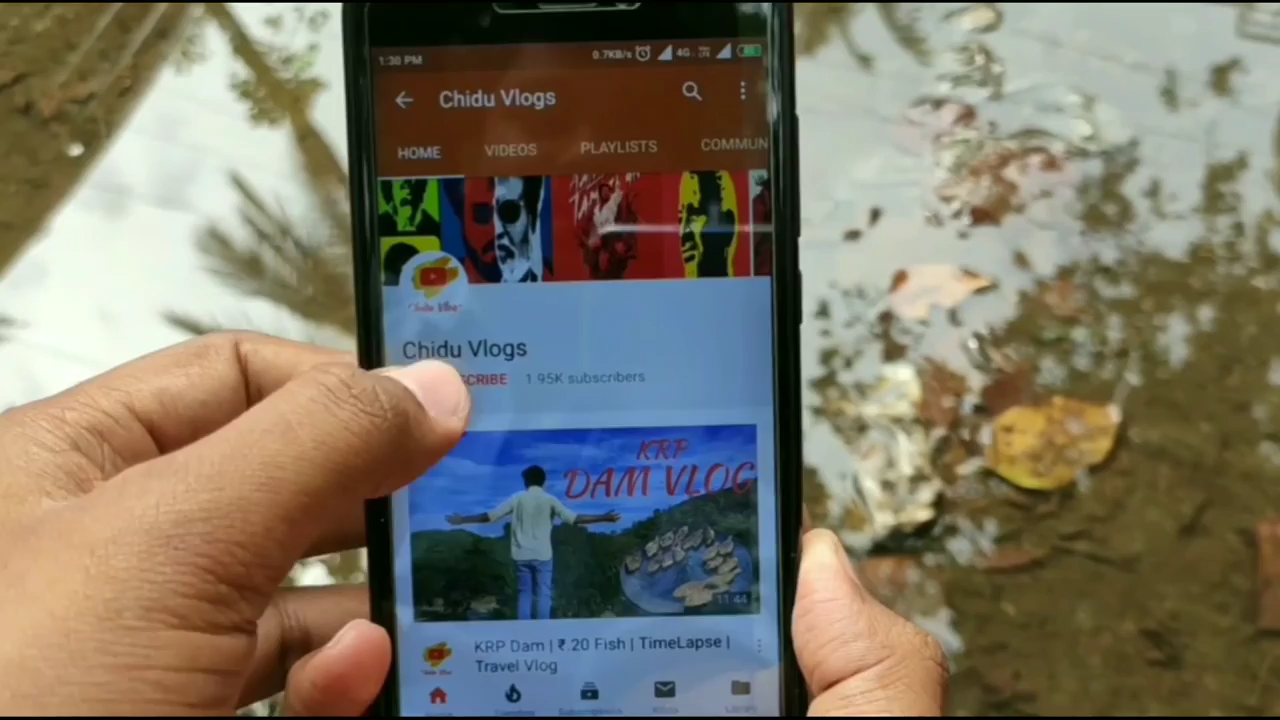 1:30 PM 0.7KB/s 4G
Chidu Vlogs
HOME VIDEOS PLAYLISTS COMMUN
Chidu Vlogs
CRIBE 1.95K subscribers
KRP
DAM VLOG
11:44
KRP Dam | ₹.20 Fish | TimeLapse |
Travel Vlog